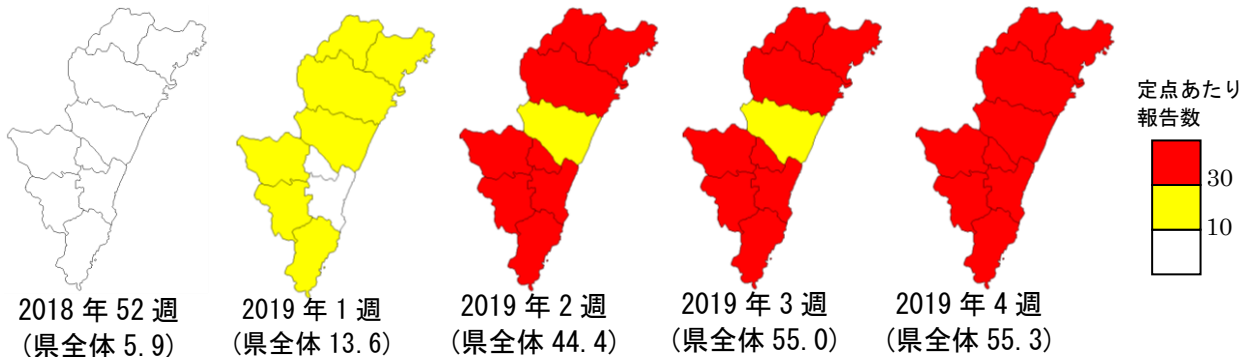 定点あたり
報告数
30
10
2018 年 52 週
(県全体 5.9)
2019 年 1 週
(県全体 13.6)
2019 年 2 週
(県全体 44.4)
2019 年 3 週
(県全体 55.0)
2019 年 4 週
(県全体 55.3)